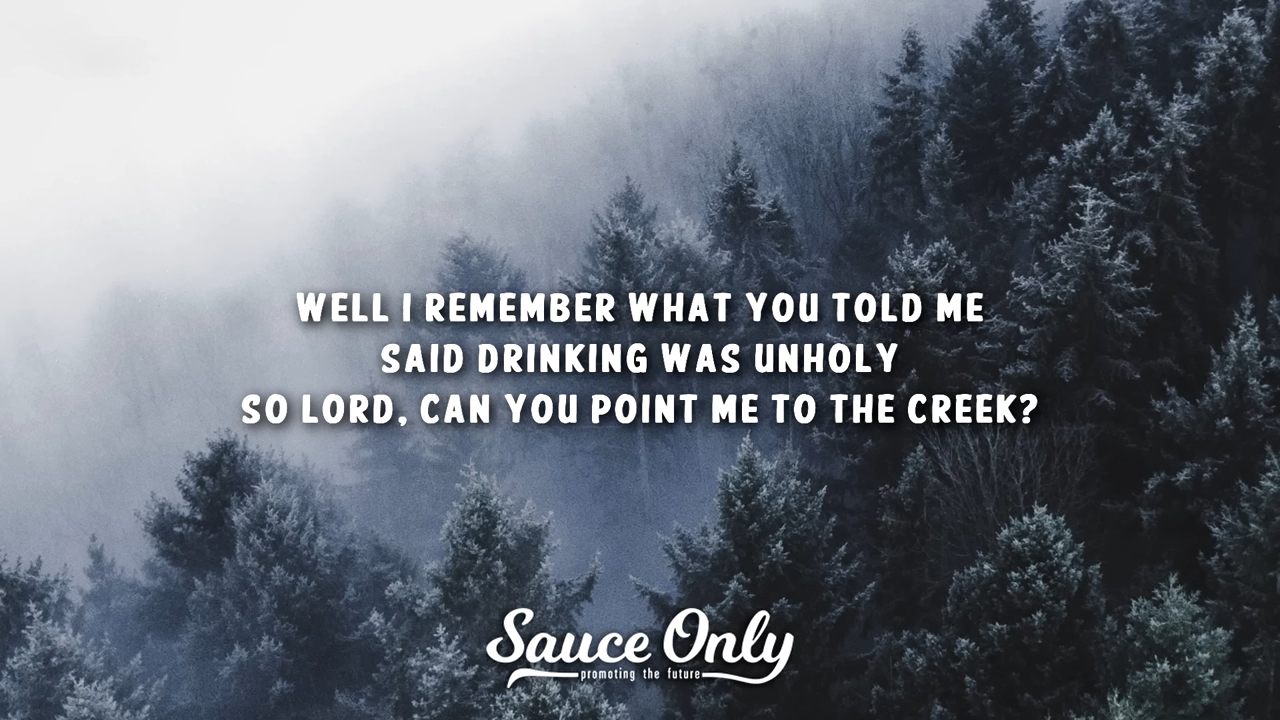 WELL I REMEMBER WHAT YOU TOLD ME
SAID DRINKING WAS UNHOLY
SO LORD, CAN YOU POINT ME TO THE CREEK?
Sauce Only
promoting the future